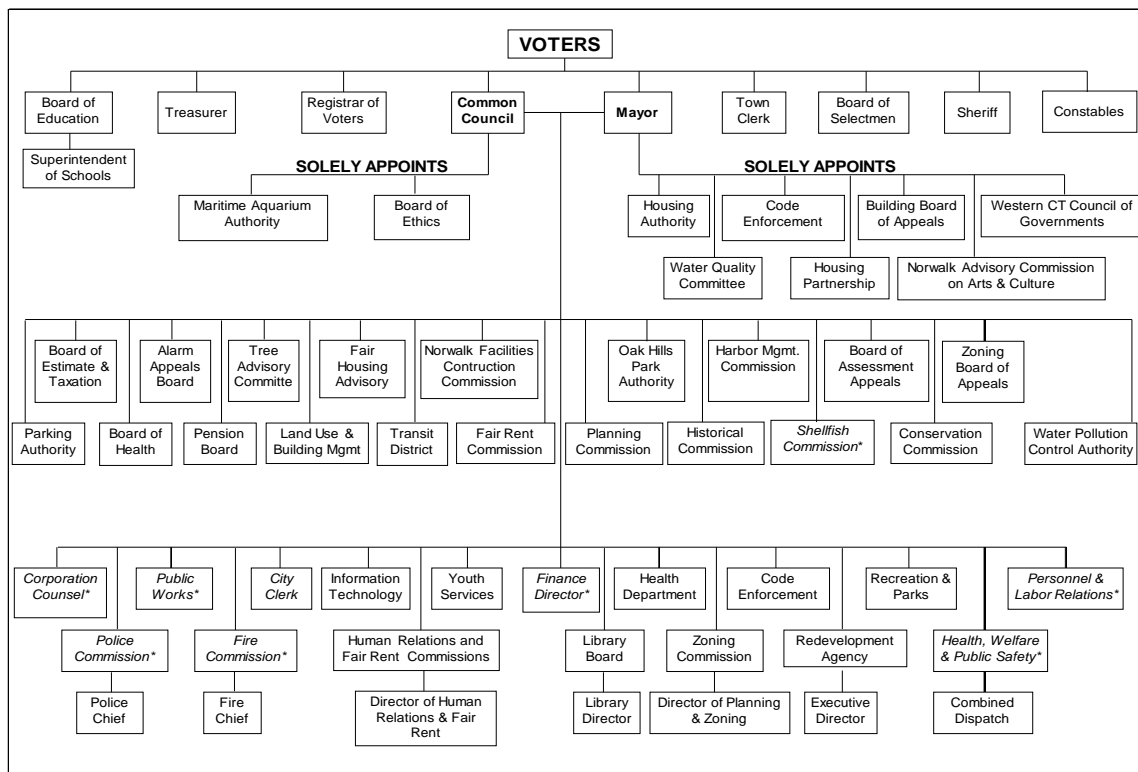 VOTERS
Board of
Education
Treasurer
Registrar of
Voters
Common
Council
Mayor
Town
Clerk
Board of
Selectmen
Sheriff
Constables
Superintendent
of Schools
SOLELY APPOINTS
SOLELY APPOINTS
Maritime Aquarium
Authority
Board of
Ethics
Housing
Authority
Code
Enforcement
Building Board
of Appeals
Western CT Council of
Governments
Water Quality
Committee
Housing
Partnership
Norwalk Advisory Commission
on Arts & Culture
Board of
Estimate &
Taxation
Alarm
Appeals
Board
Tree
Advisory
Committe
Fair
Housing
Advisory
Norwalk Facilities
Contruction
Commission
Oak Hills
Park
Authority
Harbor Mgmt.
Commission
Board of
Assessment
Appeals
Zoning
Board of
Appeals
Parking
Authority
Board of
Health
Pension
Board
Land Use &
Building Mgmt
Transit
District
Fair Rent
Commission
Planning
Commission
Historical
Commission
Shellfish
Commission*
Conservation
Commission
Water Pollution
Control Authority
Corporation
Counsel*
Public
Works*
City
Clerk
Information
Technology
Youth
Services
Finance
Director*
Health
Department
Code
Enforcement
Recreation &
Parks
Personnel &
Labor Relations*
Police
Commission*
Fire
Commission*
Human Relations and
Fair Rent Commissions
Library
Board
Zoning
Commission
Redevelopment
Agency
Health, Welfare
& Public Safety*
Police
Chief
Fire
Chief
Director of Human
Relations & Fair
Rent
Library
Director
Director of Planning
& Zoning
Executive
Director
Combined
Dispatch